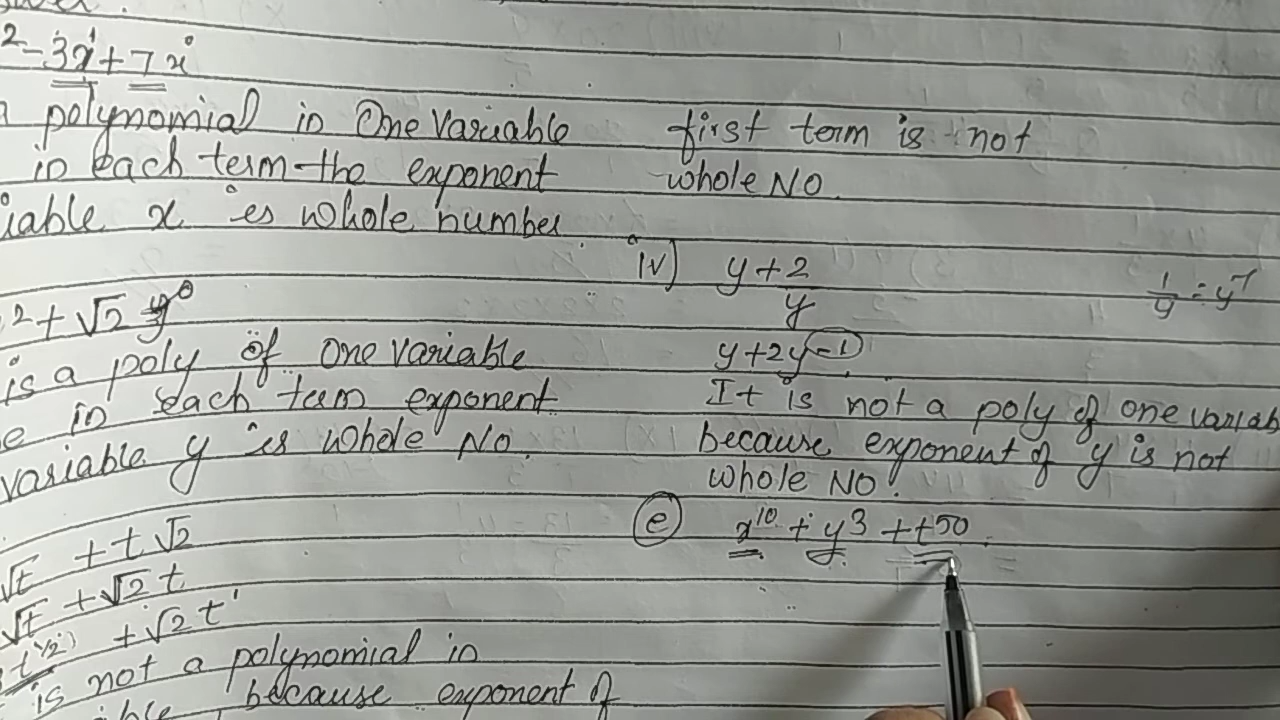 2 - 3x¹ + 7x⁰
a polynomial in One variable
in each term the exponent
iable x is whole number.
2 + √2 y⁰
is a poly of one variable
e in each term exponent
variable y is whole No.
√t + t√2
√t + √2 t
t^(1/2) + √2 t¹
is not a polynomial in
because exponent of
first term is not
whole NO.
iv) y + 2/y
1/y = y⁻¹
y + 2y⁻¹
It is not a poly of one variab
because exponent of y is not
whole NO.
(e) x¹⁰ + y³ + t⁵⁰.